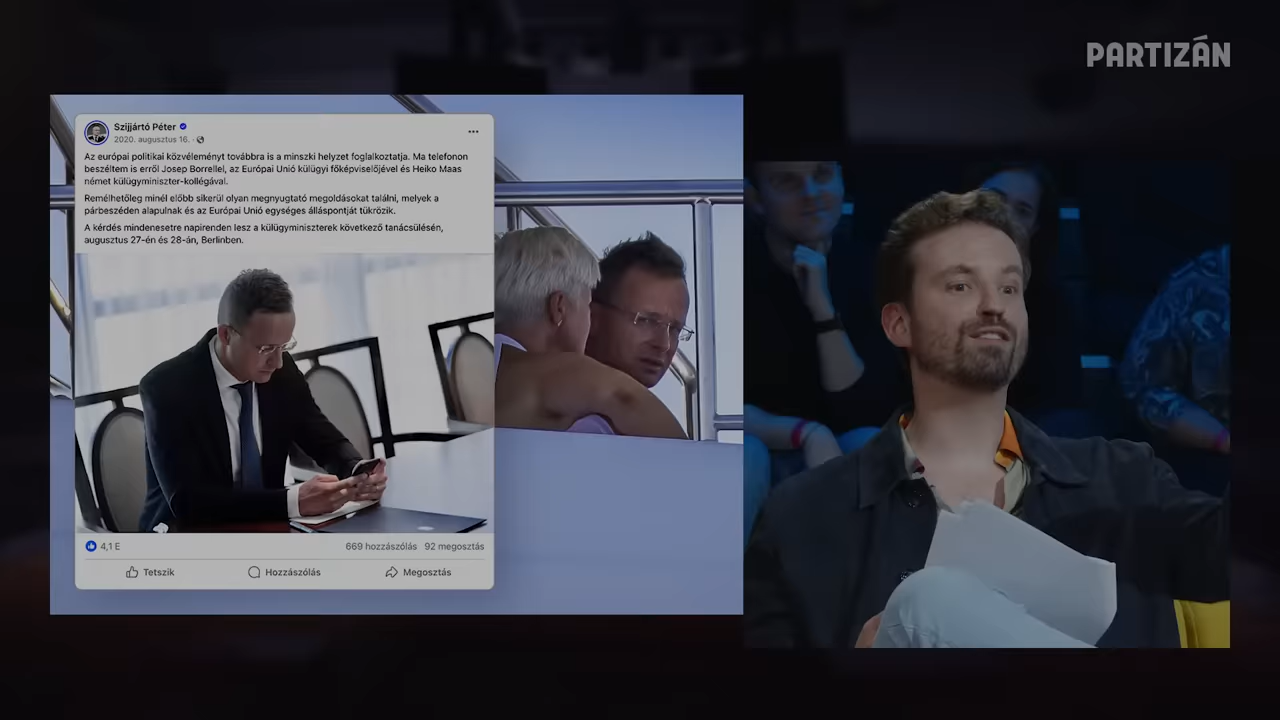 PARTIZÁN
Szijjártó Péter
2020. augusztus 16. ·
Az európai politikai közvéleményt továbbra is a minszki helyzet foglalkoztatja. Ma telefonon
beszéltem is erről Josep Borrellel, az Európai Unió külügyi főképviselőjével és Heiko Maas
német külügyminiszter-kollégával.
Remélhetőleg minél előbb sikerül olyan megnyugtató megoldásokat találni, melyek a
párbeszéden alapulnak és az Európai Unió egységes álláspontját tükrözik.
A kérdés mindenesetre napirenden lesz a külügyminiszterek következő tanácsülésén,
augusztus 27-én és 28-án, Berlinben.
4,1 E 669 hozzászólás 92 megosztás
Tetszik Hozzászólás Megosztás